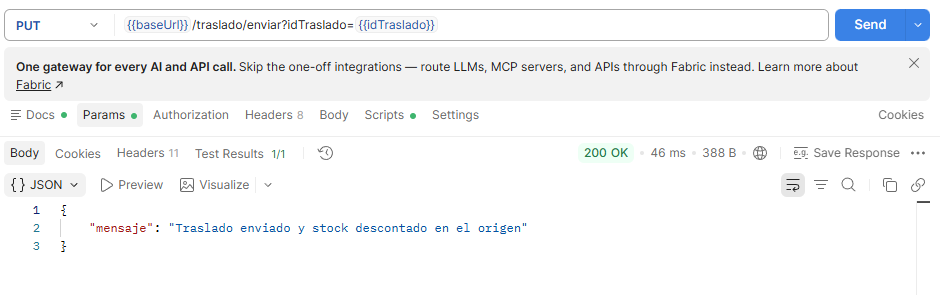 PUT {{baseUrl}} /traslado/enviar?idTraslado= {{idTraslado}} Send
One gateway for every AI and API call. Skip the one-off integrations — route LLMs, MCP servers, and APIs through Fabric instead. Learn more about
Fabric ↗
Docs Params Authorization Headers 8 Body Scripts Settings Cookies
Body Cookies Headers 11 Test Results 1/1 200 OK • 46 ms • 388 B • e.g. Save Response
{} JSON Preview Visualize
1 {
2 "mensaje": "Traslado enviado y stock descontado en el origen"
3 }